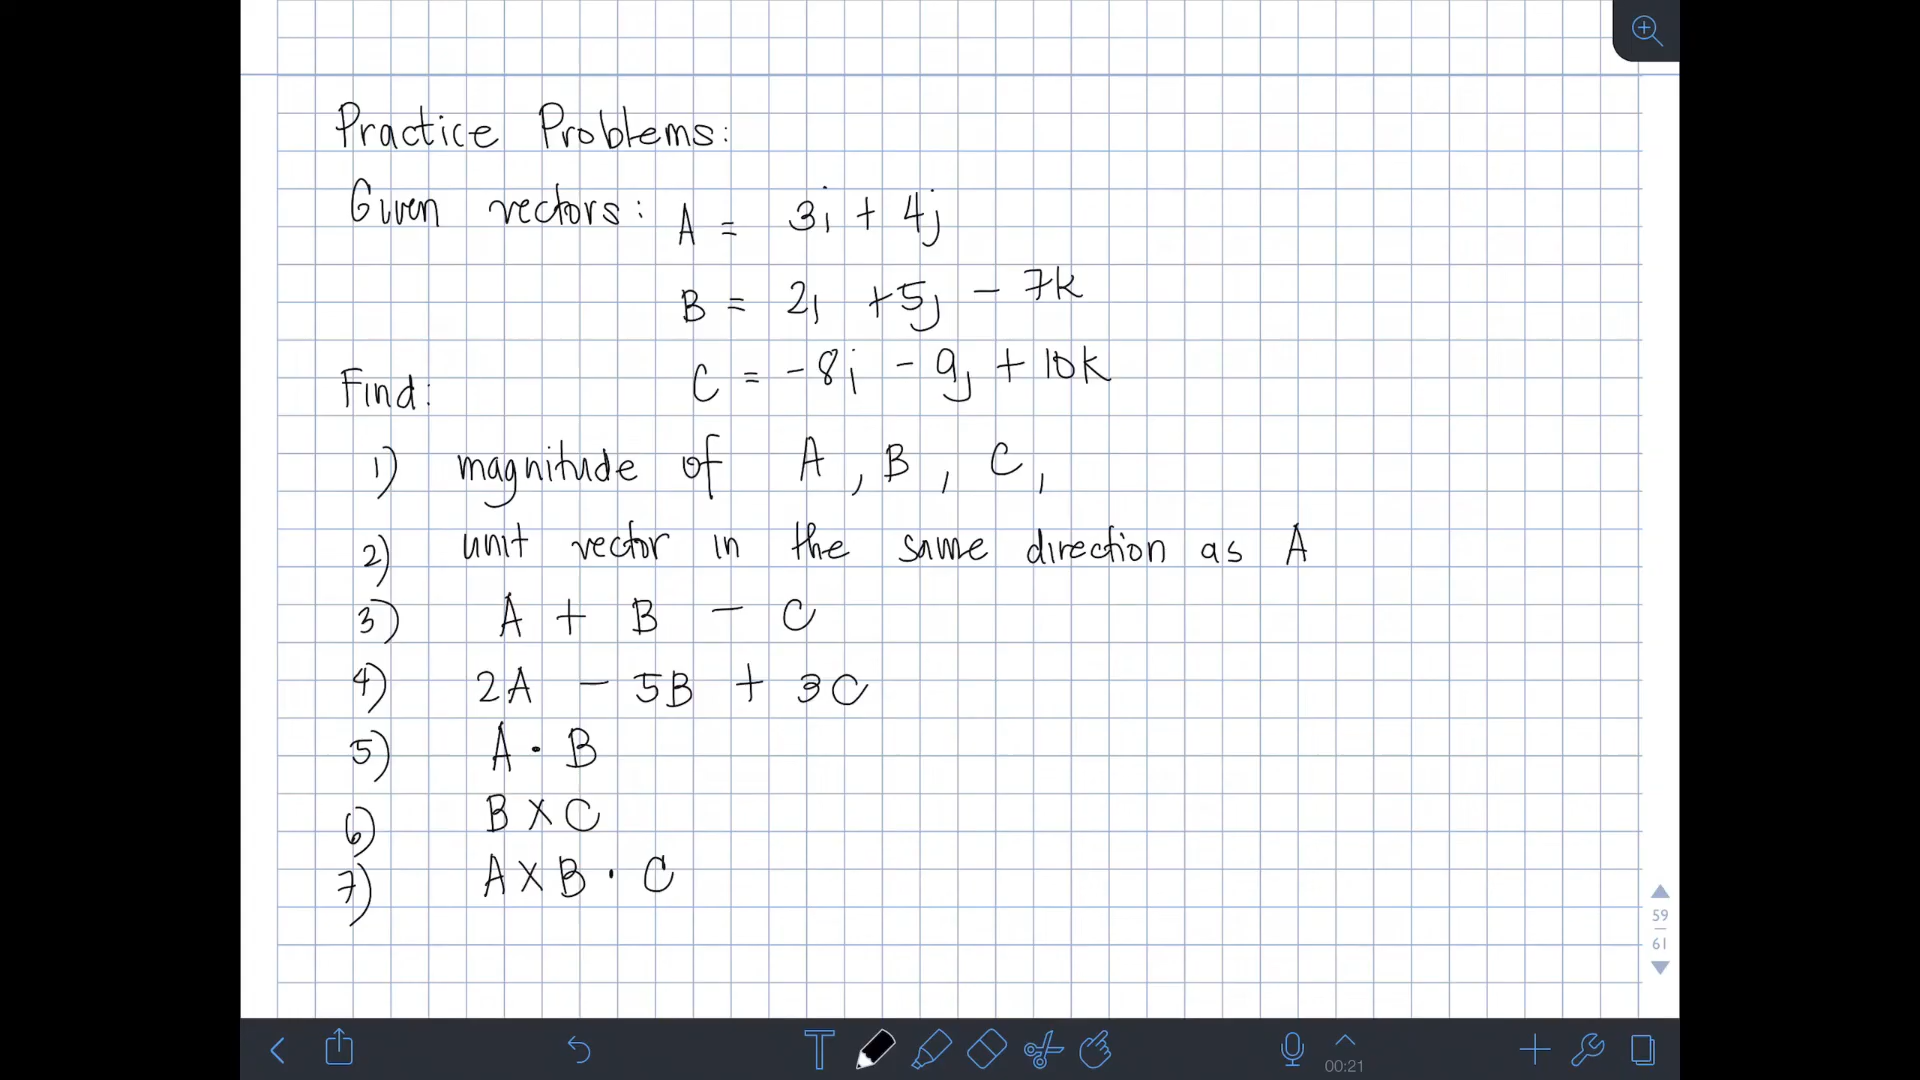 Practice Problems:
Given vectors: A = 3i + 4j
B = 2i + 5j - 7k
C = -8i - 9j + 10k
Find:
1) magnitude of A, B, C,
2) unit vector in the same direction as A
3) A + B - C
4) 2A - 5B + 3C
5) A · B
6) B X C
7) A X B · C
59
61
T
00:21